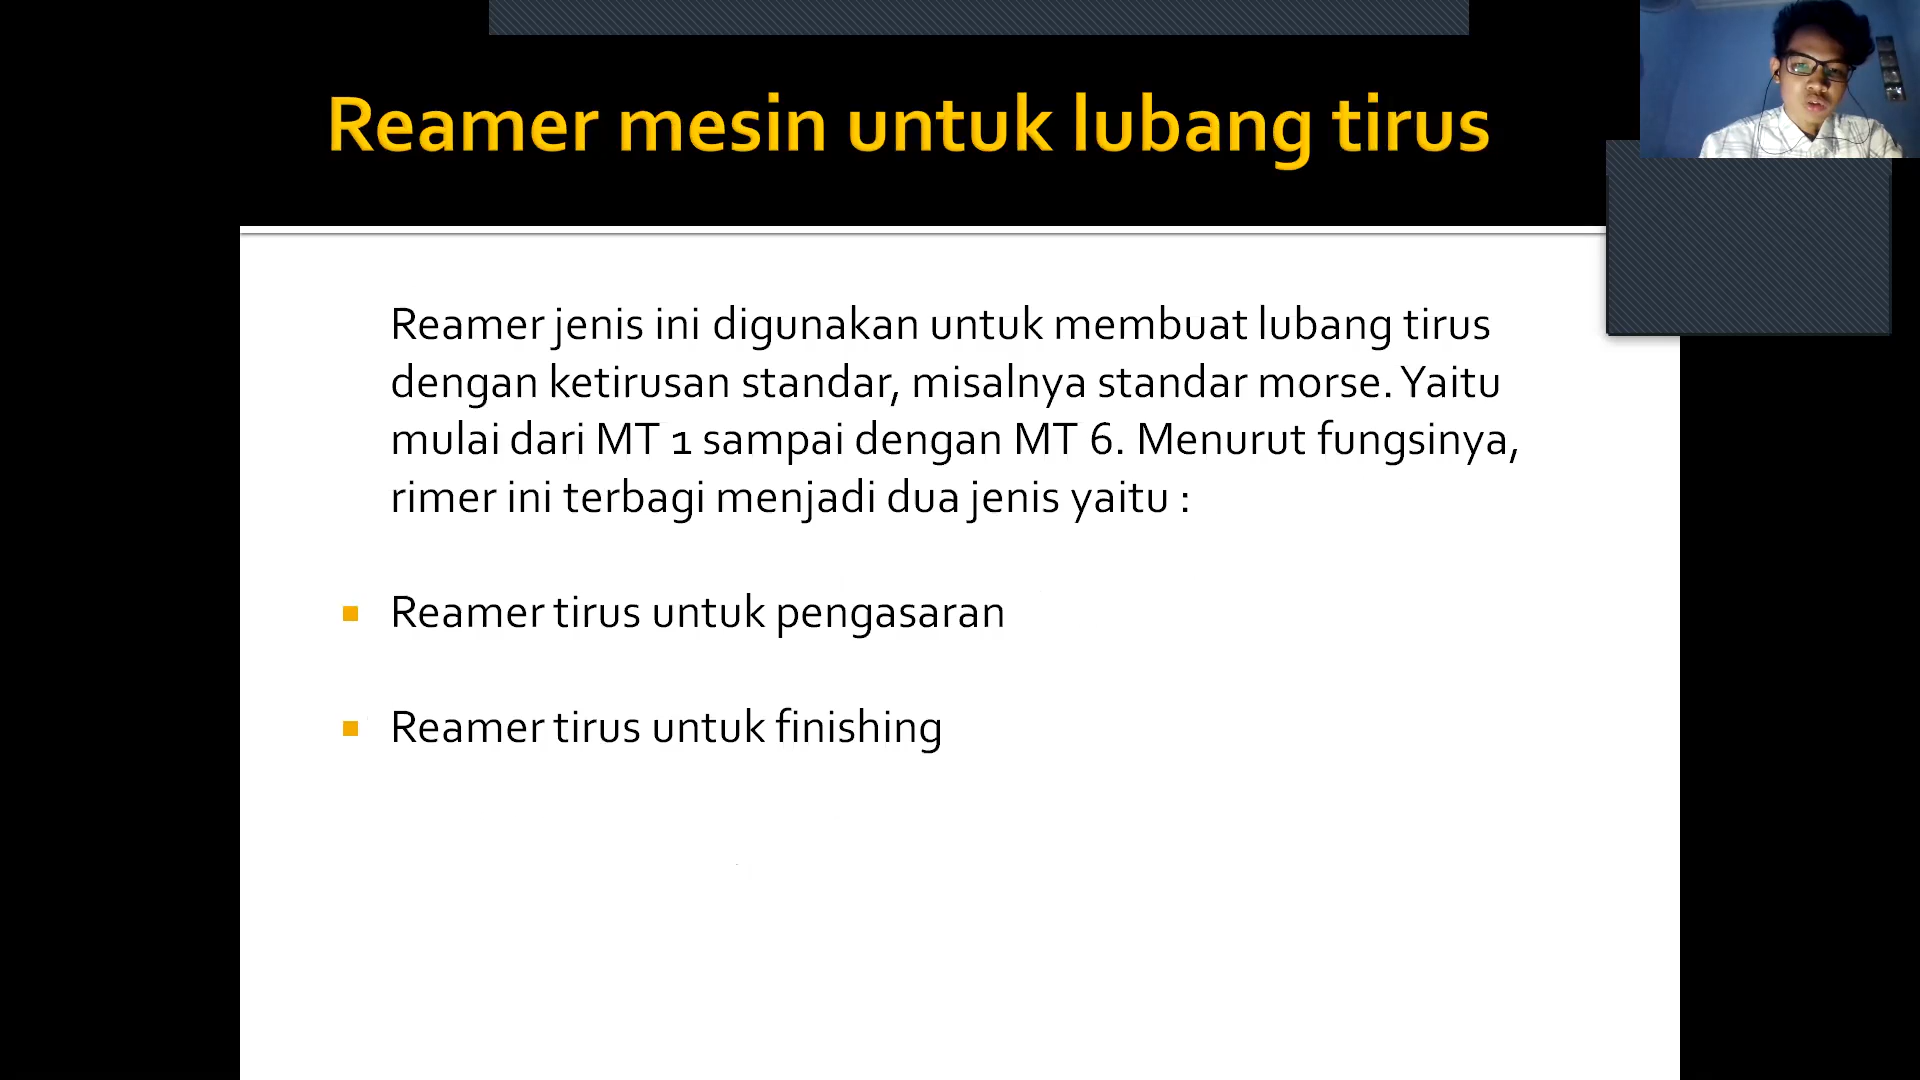 Reamer mesin untuk lubang tirus
Reamer jenis ini digunakan untuk membuat lubang tirus
dengan ketirusan standar, misalnya standar morse. Yaitu
mulai dari MT 1 sampai dengan MT 6. Menurut fungsinya,
rimer ini terbagi menjadi dua jenis yaitu :
Reamer tirus untuk pengasaran
Reamer tirus untuk finishing